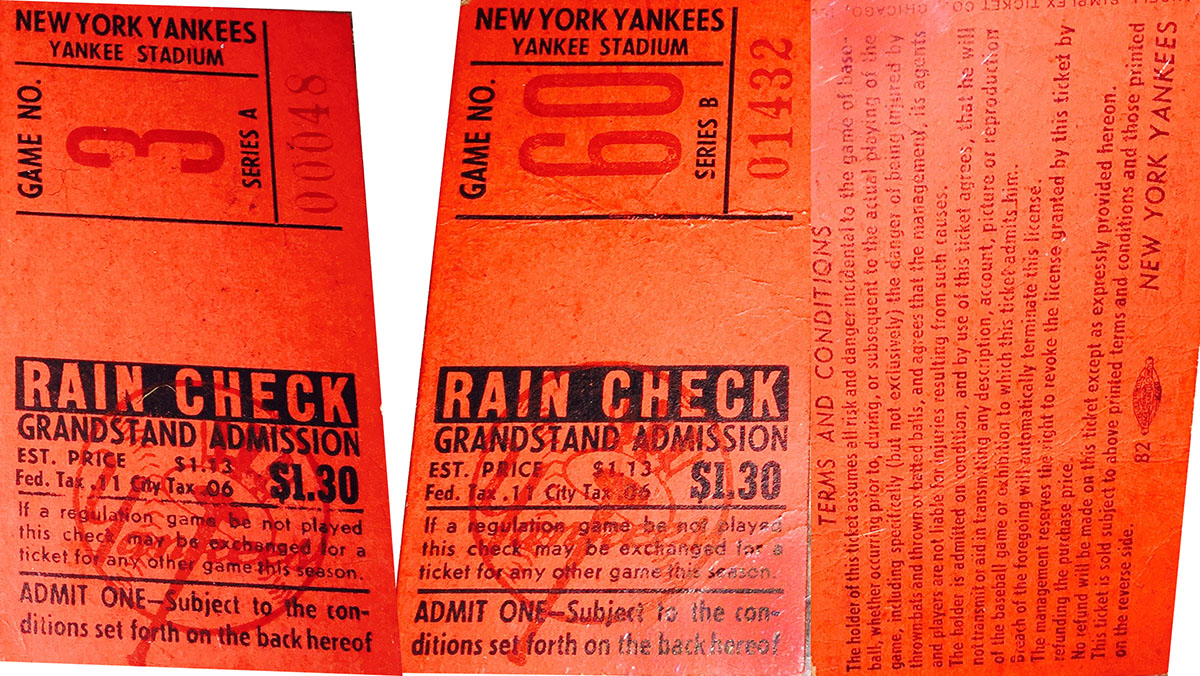 NEW YORK YANKEES
YANKEE STADIUM
GAME NO.
3
SERIES A
000048
RAIN CHECK
GRANDSTAND ADMISSION
EST. PRICE $1.13
Fed. Tax .11 City Tax .06
$1.30
If a regulation game be not played
this check may be exchanged for a
ticket for any other game this season.
ADMIT ONE—Subject to the con-
ditions set forth on the back hereof
NEW YORK YANKEES
YANKEE STADIUM
GAME NO.
60
SERIES B
01432
RAIN CHECK
GRANDSTAND ADMISSION
EST. PRICE $1.13
Fed. Tax .11 City Tax .06
$1.30
If a regulation game be not played
this check may be exchanged for a
ticket for any other game this season.
ADMIT ONE—Subject to the con-
ditions set forth on the back hereof
SIMPLEX TICKET CO., CHICAGO,
TERMS AND CONDITIONS
The holder of this ticket assumes all risk and danger incidental to the game of base-
ball, whether occurring prior to, during, or subsequent to the actual playing of the
game, including specifically (but not exclusively) the danger of being injured by
thrown bats and thrown or batted balls, and agrees that the management, its agents
and players are not liable for injuries resulting from such causes.
The holder is admitted on condition, and by use of this ticket agrees, that he will
not transmit or aid in transmitting any description, account, picture or reproduction
of the baseball game or exhibition to which this ticket admits him.
Breach of the foregoing will automatically terminate this license.
The management reserves the right to revoke the license granted by this ticket by
refunding the purchase price.
No refund will be made on this ticket except as expressly provided hereon.
This ticket is sold subject to above printed terms and conditions and those printed
on the reverse side.
82
NEW YORK YANKEES